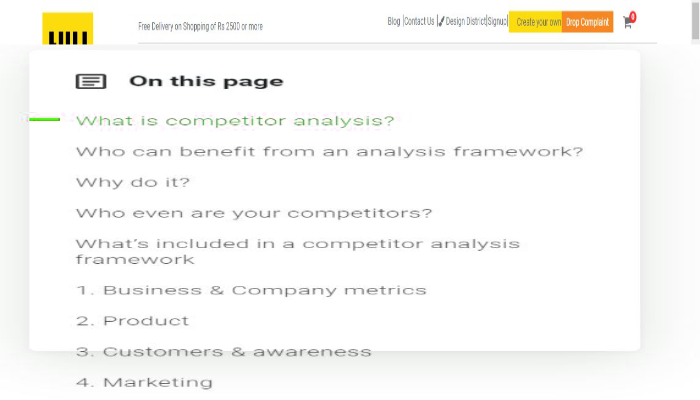 Free Delivery on Shopping of Rs 2500 or more
Blog |Contact Us | Design District|Signup| Create your own Drop Complaint 0
On this page
What is competitor analysis?
Who can benefit from an analysis framework?
Why do it?
Who even are your competitors?
What's included in a competitor analysis
framework
1. Business & Company metrics
2. Product
3. Customers & awareness
4. Marketing